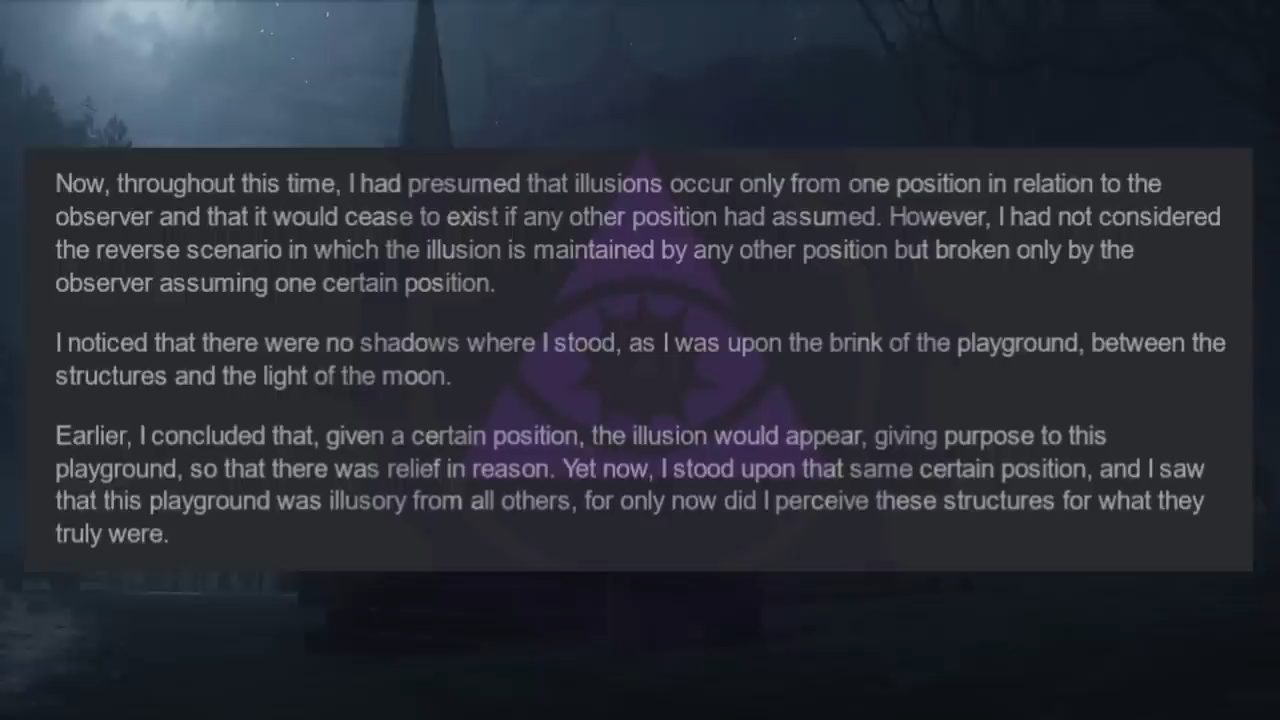 Now, throughout this time, I had presumed that illusions occur only from one position in relation to the
observer and that it would cease to exist if any other position had assumed. However, I had not considered
the reverse scenario in which the illusion is maintained by any other position but broken only by the
observer assuming one certain position.
I noticed that there were no shadows where I stood, as I was upon the brink of the playground, between the
structures and the light of the moon.
Earlier, I concluded that, given a certain position, the illusion would appear, giving purpose to this
playground, so that there was relief in reason. Yet now, I stood upon that same certain position, and I saw
that this playground was illusory from all others, for only now did I perceive these structures for what they
truly were.